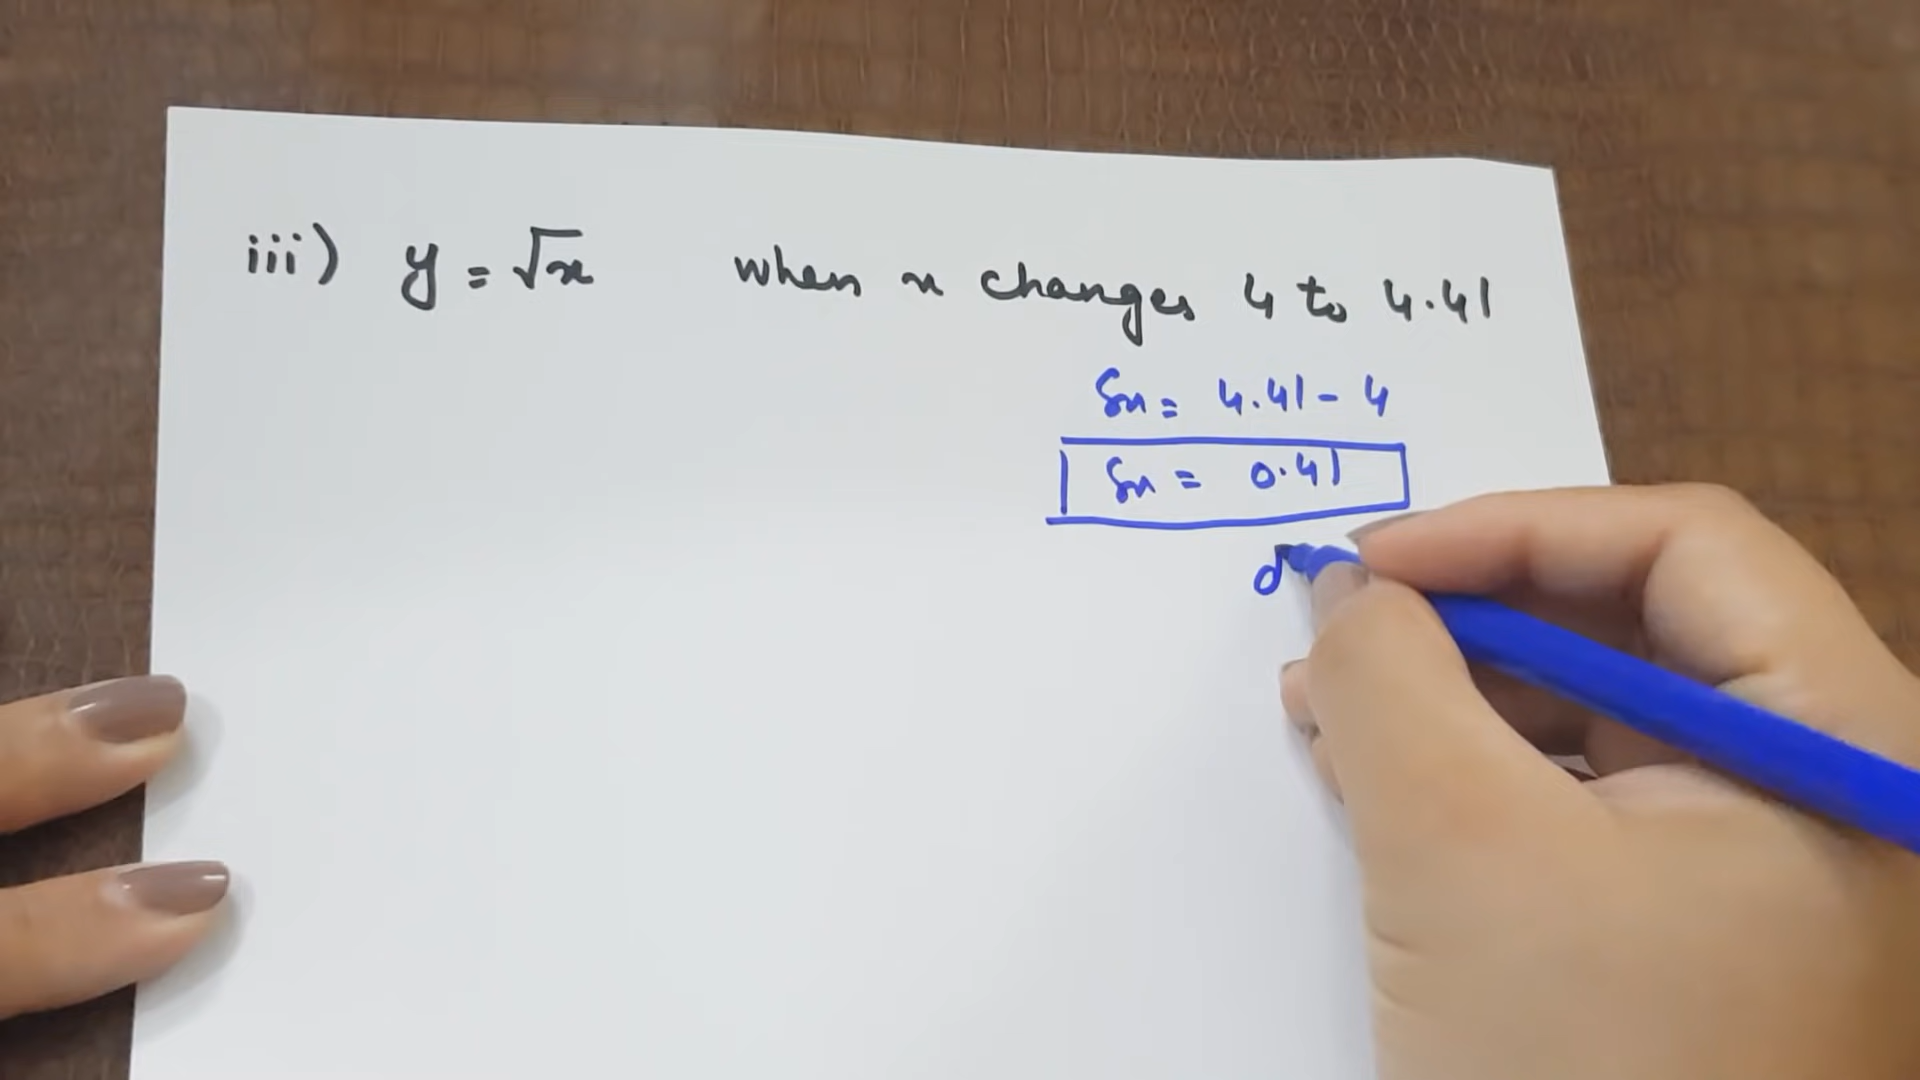 iii) y = √x when x changes 4 to 4.41
δx = 4.41 - 4
δx = 0.41
d